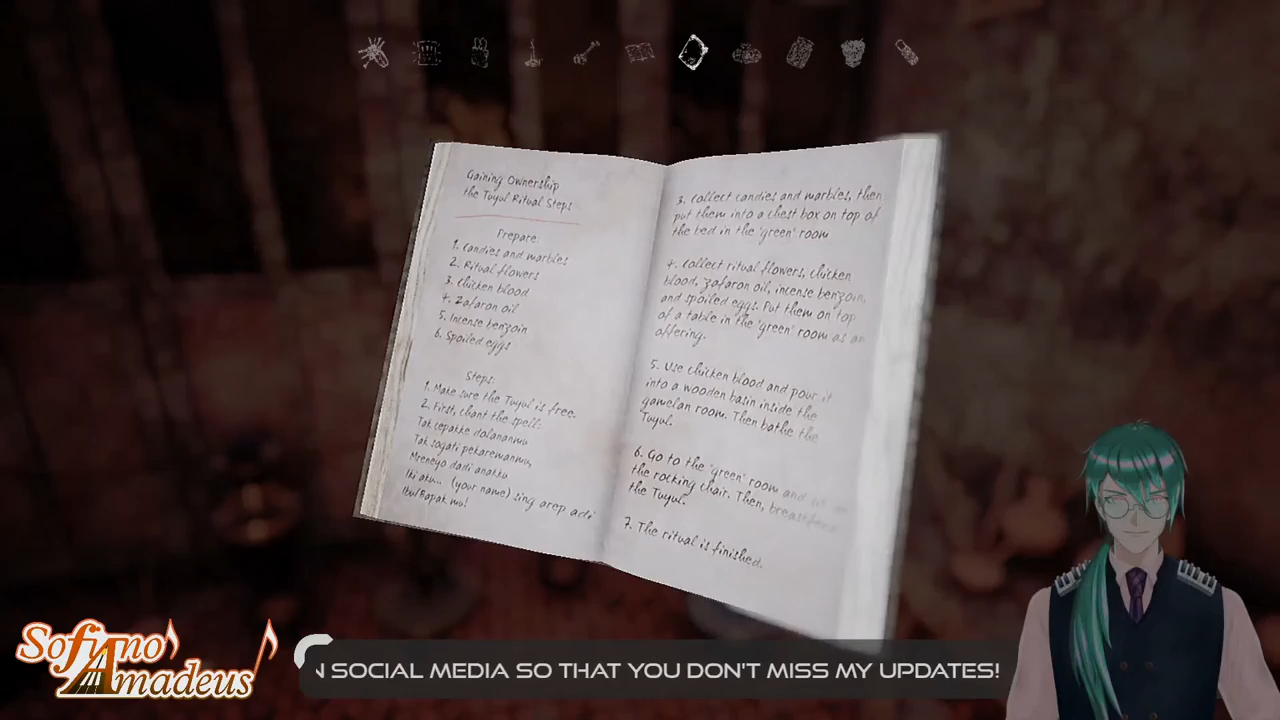 Gaining Ownership
the Tuyul Ritual Steps
Prepare:
1. Candies and marbles
2. Ritual flowers
3. Chicken blood
4. Zafaron oil
5. Incense benzoin
6. Spoiled eggs
Steps:
1. Make sure the Tuyul is free.
2. First, chant the spell:
Tak cepakke dolananmu
Tak sogati pekaremanmu,
Mreneyo dadi anakku
Iki aku... (your name) sing arep adi
Ibu/Bapak mu!
3. Collect candies and marbles, then
put them into a chest box on top of
the bed in the 'green' room
4. Collect ritual flowers, chicken
blood, zafaron oil, incense benzoin,
and spoiled eggs. Put them on top
of a table in the 'green' room as an
offering.
5. Use chicken blood and pour it
into a wooden basin inside the
gamelan room. Then bathe the
Tuyul.
6. Go to the 'green' room and
the rocking chair. Then, breastfeed
the Tuyul.
7. The ritual is finished.
Sofiano
Amadeus
N SOCIAL MEDIA SO THAT YOU DON'T MISS MY UPDATES!